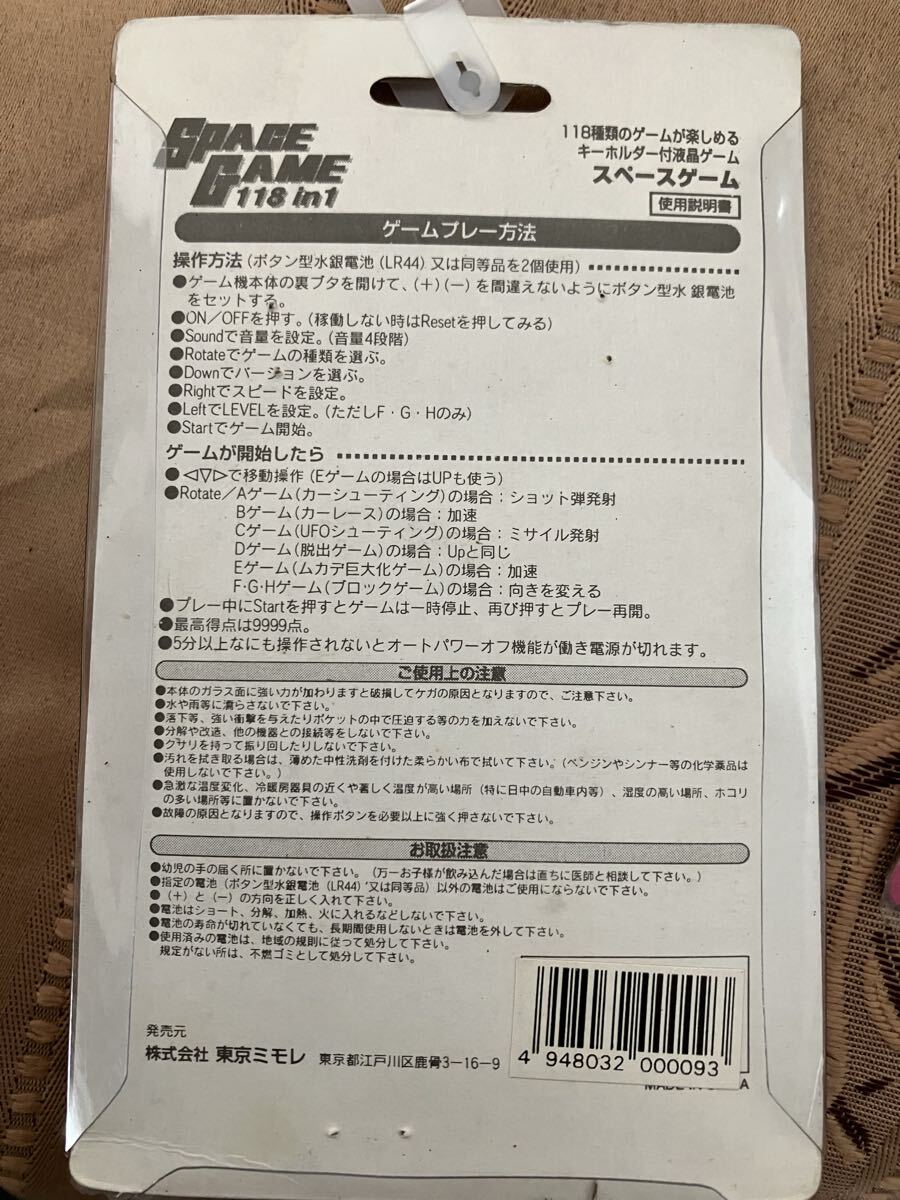 SPACE
GAME
118 in1
118種類のゲームが楽しめる
キーホルダー付液晶ゲーム
スペースゲーム
使用説明書
ゲームプレー方法
操作方法 (ボタン型水銀電池 (LR44) 又は同等品を2個使用)
●ゲーム機本体の裏ブタを開けて、(+)(−) を間違えないようにボタン型水 銀電池
をセットする。
●ON/OFFを押す。(稼働しない時はResetを押してみる)
●Soundで音量を設定。(音量4段階)
●Rotateでゲームの種類を選ぶ。
●Downでバージョンを選ぶ。
●Rightでスピードを設定。
●LeftでLEVELを設定。(ただしF・G・Hのみ)
●Startでゲーム開始。
ゲームが開始したら
●◁▽▷で移動操作 (Eゲームの場合はUPも使う)
●Rotate/Aゲーム(カーシューティング)の場合:ショット弾発射
Bゲーム(カーレース)の場合:加速
Cゲーム(UFOシューティング)の場合:ミサイル発射
Dゲーム(脱出ゲーム)の場合:Upと同じ
Eゲーム(ムカデ巨大化ゲーム)の場合:加速
F・G・Hゲーム(ブロックゲーム)の場合:向きを変える
●プレー中にStartを押すとゲームは一時停止、再び押すとプレー再開。
●最高得点は9999点。
●5分以上なにも操作されないとオートパワーオフ機能が働き電源が切れます。
ご使用上の注意
●本体のガラス面に強い力が加わりますと破損してケガの原因となりますので、ご注意下さい。
●水や雨等に濡らさないで下さい。
●落下等、強い衝撃を与えたりポケットの中で圧迫する等の力を加えないで下さい。
●分解や改造、他の機器との接続等をしないで下さい。
●クサリを持って振り回したりしないで下さい。
●汚れを拭き取る場合は、薄めた中性洗剤を付けた柔らかい布で拭いて下さい。(ベンジンやシンナー等の化学薬品は
使用しないで下さい。)
●急激な温度変化、冷暖房器具の近くや著しく温度が高い場所 (特に日中の自動車内等) 、湿度の高い場所、ホコリ
の多い場所等に置かないで下さい。
●故障の原因となりますので、操作ボタンを必要以上に強く押さないで下さい。
お取扱注意
●幼児の手の届く所に置かないで下さい。 (万一お子様が飲み込んだ場合は直ちに医師と相談して下さい。)
●指定の電池 (ボタン型水銀電池 (LR44) 又は同等品) 以外の電池はご使用にならないで下さい。
● (+) と (−) の方向を正しく入れて下さい。
●電池はショート、分解、加熱、火に入れるなどしないで下さい。
●電池の寿命が切れていなくても、長期間使用しないときは電池を外して下さい。
●使用済みの電池は、地域の規則に従って処分して下さい。
規定がない所は、不燃ゴミとして処分して下さい。
発売元
株式会社 東京ミモレ 東京都江戸川区鹿骨3−16−9
4 948032 000093